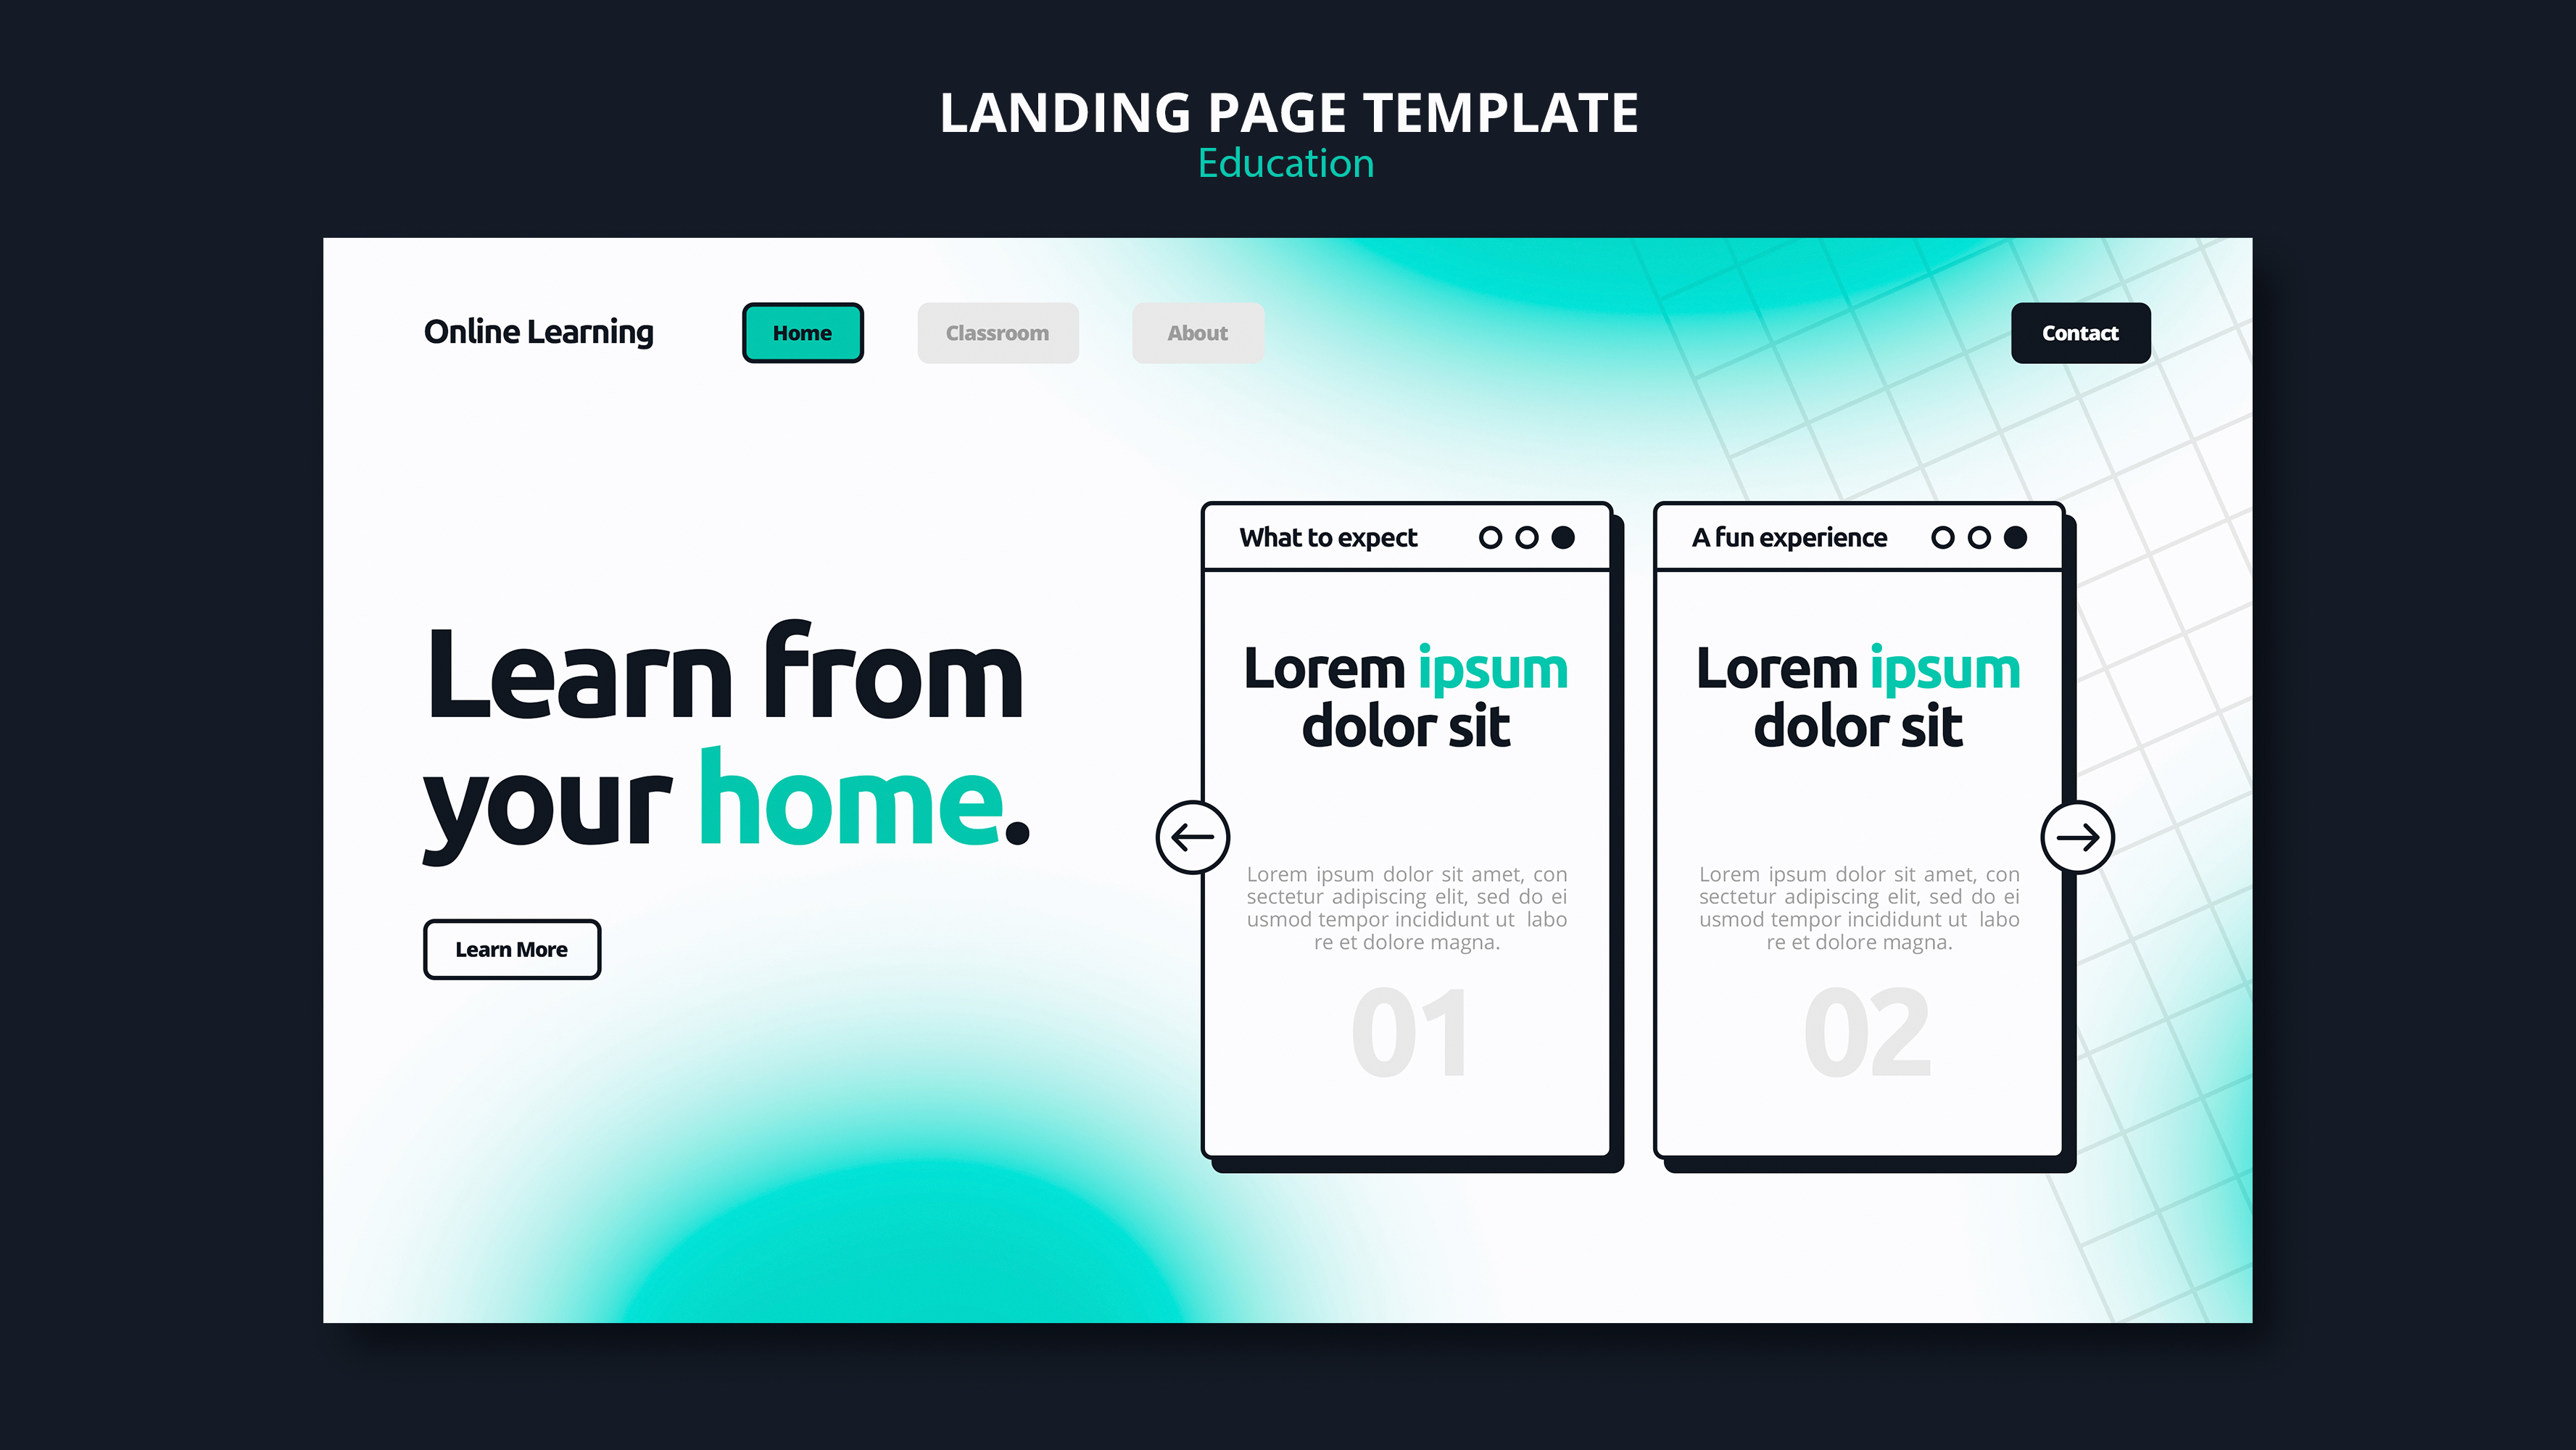 LANDING PAGE TEMPLATE
Education
Online Learning
Home
Classroom
About
Contact
Learn from
your home.
Learn More
What to expect
Lorem ipsum
dolor sit
Lorem ipsum dolor sit amet, con
sectetur adipiscing elit, sed do ei
usmod tempor incididunt ut labo
re et dolore magna.
01
A fun experience
Lorem ipsum
dolor sit
Lorem ipsum dolor sit amet, con
sectetur adipiscing elit, sed do ei
usmod tempor incididunt ut labo
re et dolore magna.
02